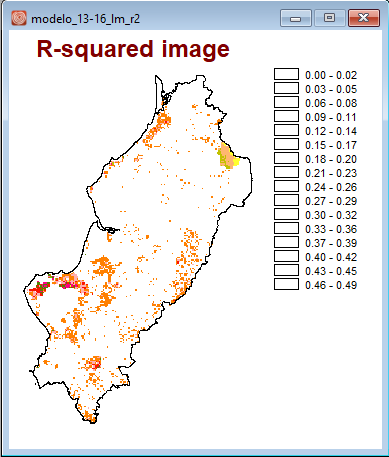 modelo_13-16_lm_r2
R-squared image
0.00 - 0.02
0.03 - 0.05
0.06 - 0.08
0.09 - 0.11
0.12 - 0.14
0.15 - 0.17
0.18 - 0.20
0.21 - 0.23
0.24 - 0.26
0.27 - 0.29
0.30 - 0.32
0.33 - 0.36
0.37 - 0.39
0.40 - 0.42
0.43 - 0.45
0.46 - 0.49